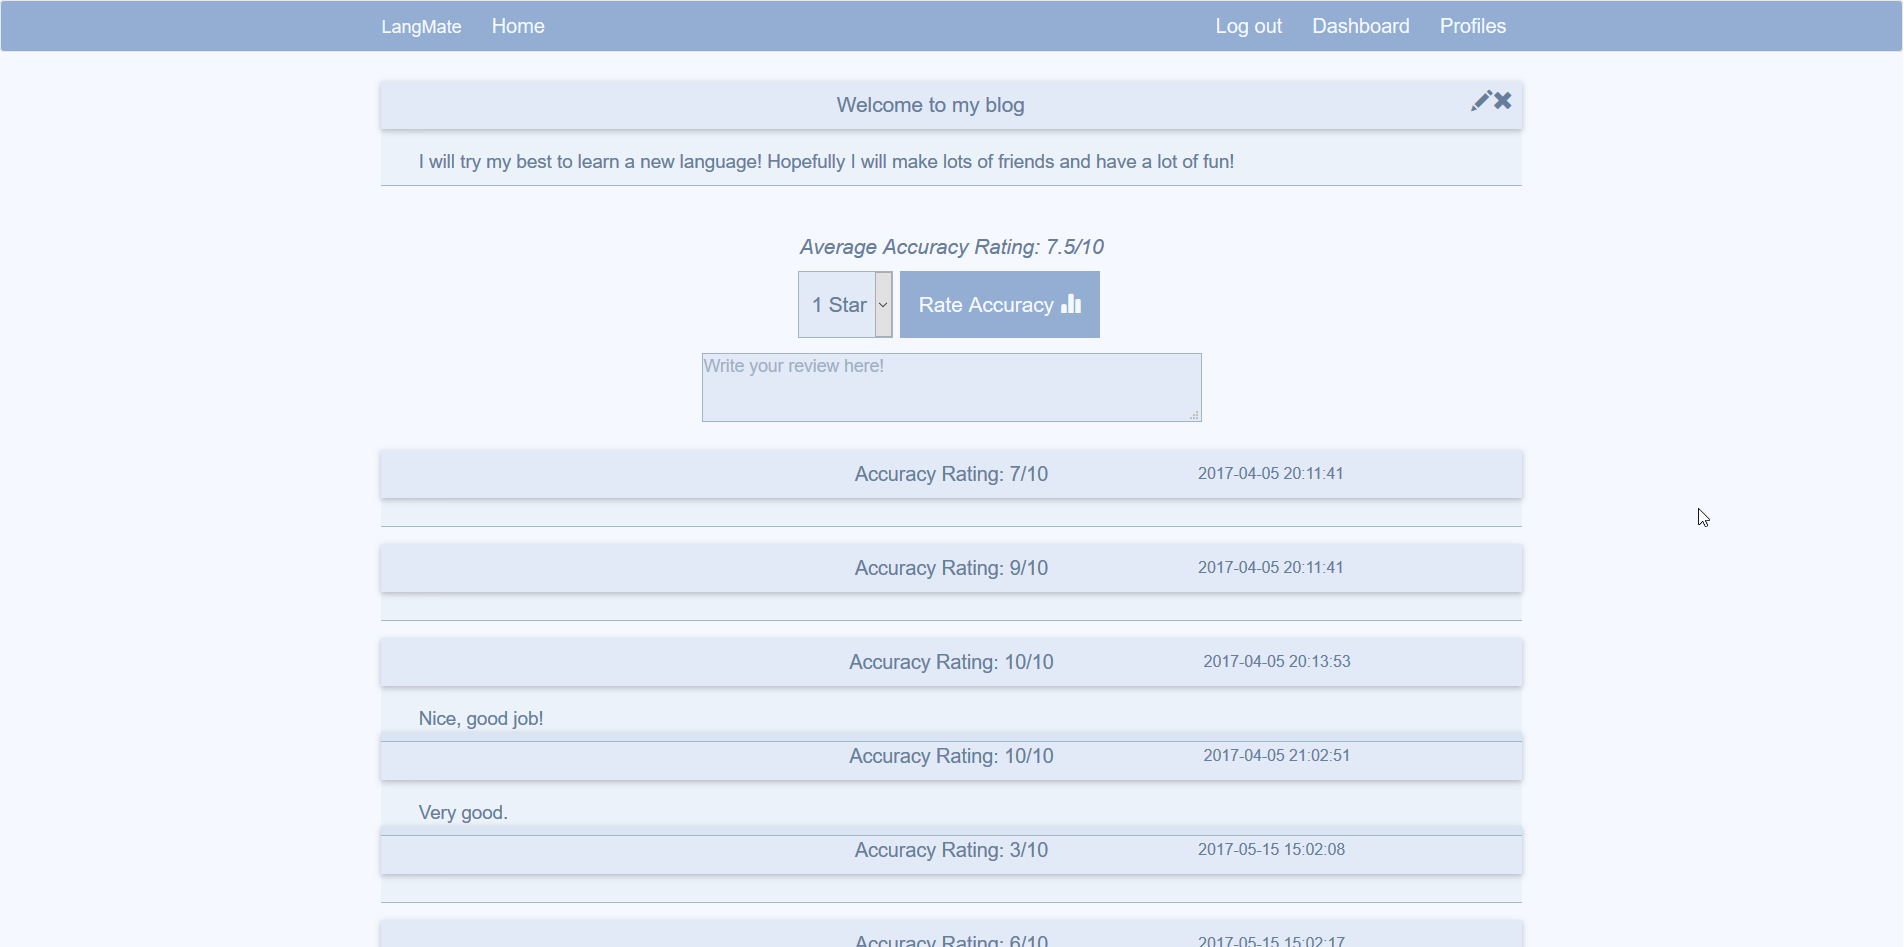 LangMate Home Log out Dashboard Profiles
Welcome to my blog
I will try my best to learn a new language! Hopefully I will make lots of friends and have a lot of fun!
Average Accuracy Rating: 7.5/10
1 Star Rate Accuracy
Write your review here!
Accuracy Rating: 7/10 2017-04-05 20:11:41
Accuracy Rating: 9/10 2017-04-05 20:11:41
Accuracy Rating: 10/10 2017-04-05 20:13:53
Nice, good job!
Accuracy Rating: 10/10 2017-04-05 21:02:51
Very good.
Accuracy Rating: 3/10 2017-05-15 15:02:08
Accuracy Rating: 6/10 2017-05-15 15:02:17